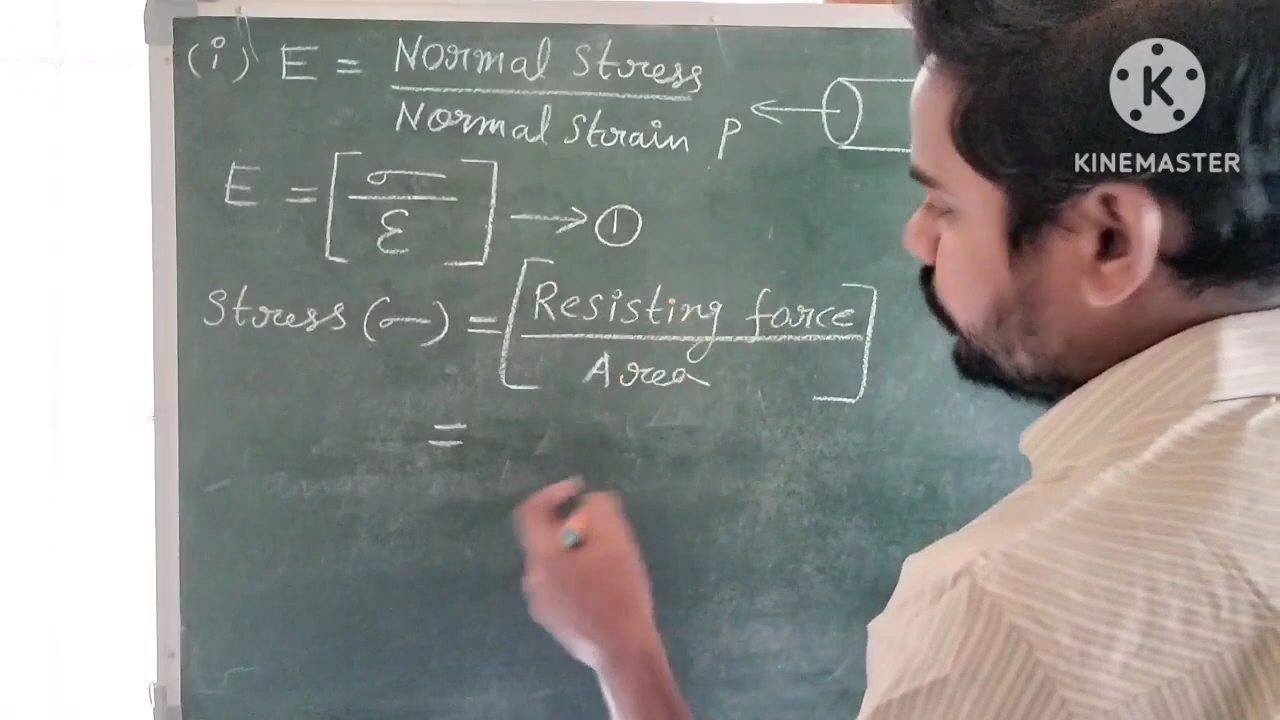 (i) E = Normal Stress / Normal Strain
P
E = [σ / ε] → ①
Stress (σ) = [Resisting force / Area]
=
K
KINEMASTER